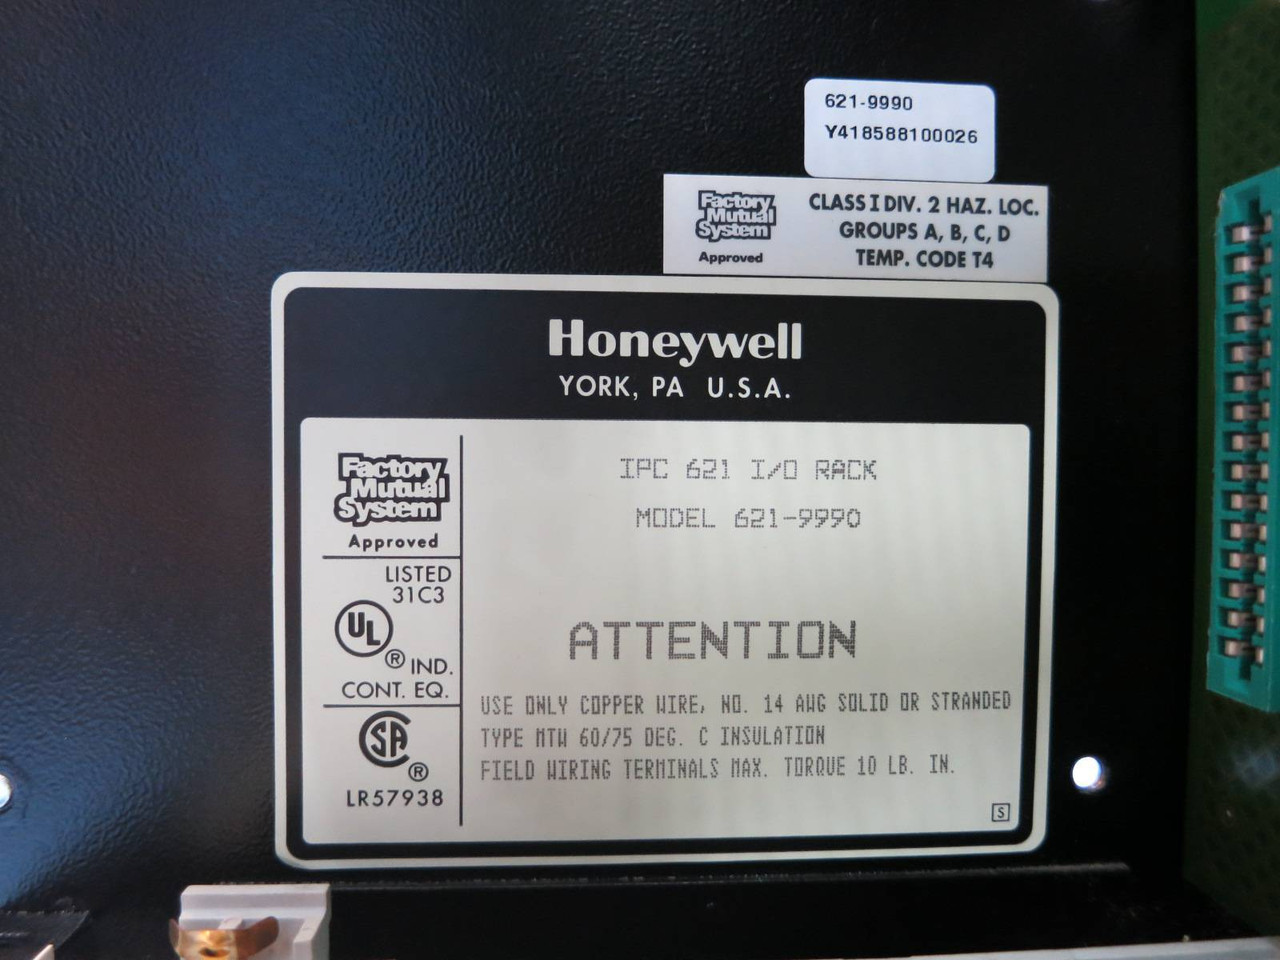 621-9990
Y418588100026
Factory
Mutual
System
Approved
CLASS I DIV. 2 HAZ. LOC.
GROUPS A, B, C, D
TEMP. CODE T4
Honeywell
YORK, PA U.S.A.
Factory
Mutual
System
Approved
LISTED
31C3
UL
® IND.
CONT. EQ.
SA
®
LR57938
IPC 621 I/O RACK
MODEL 621-9990
ATTENTION
USE ONLY COPPER WIRE, NO. 14 AWG SOLID OR STRANDED
TYPE MTW 60/75 DEG. C INSULATION
FIELD WIRING TERMINALS MAX. TORQUE 10 LB. IN.
S